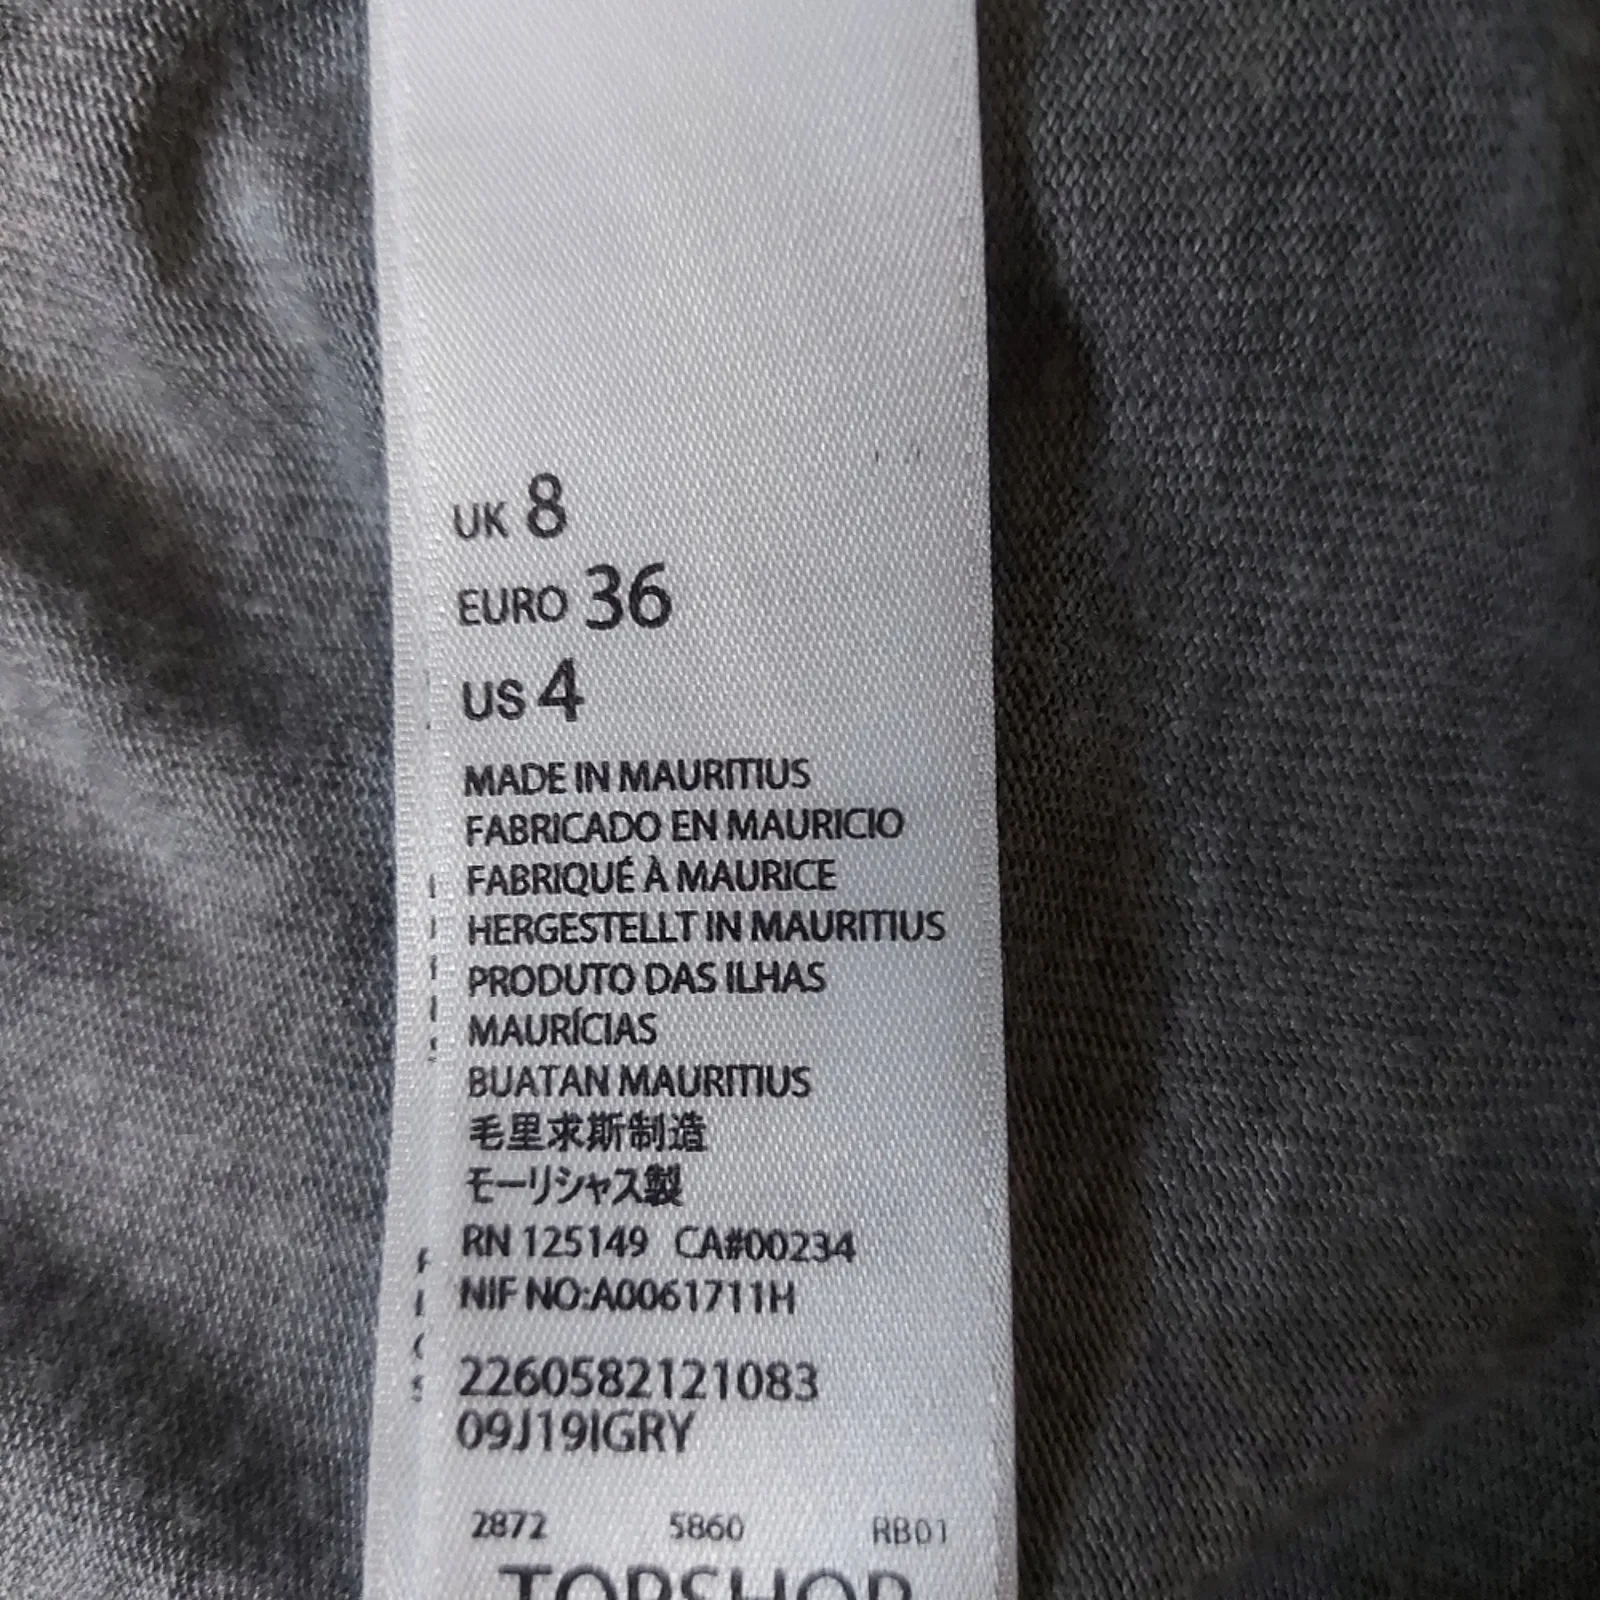 UK 8
EURO 36
US 4
MADE IN MAURITIUS
FABRICADO EN MAURICIO
FABRIQUÉ À MAURICE
HERGESTELLT IN MAURITIUS
PRODUTO DAS ILHAS
MAURÍCIAS
BUATAN MAURITIUS
毛里求斯制造
モーリシャス製
RN 125149 CA#00234
NIF NO:A0061711H
2260582121083
09J19IGRY
2872 5860 RB01
TOPSHOP